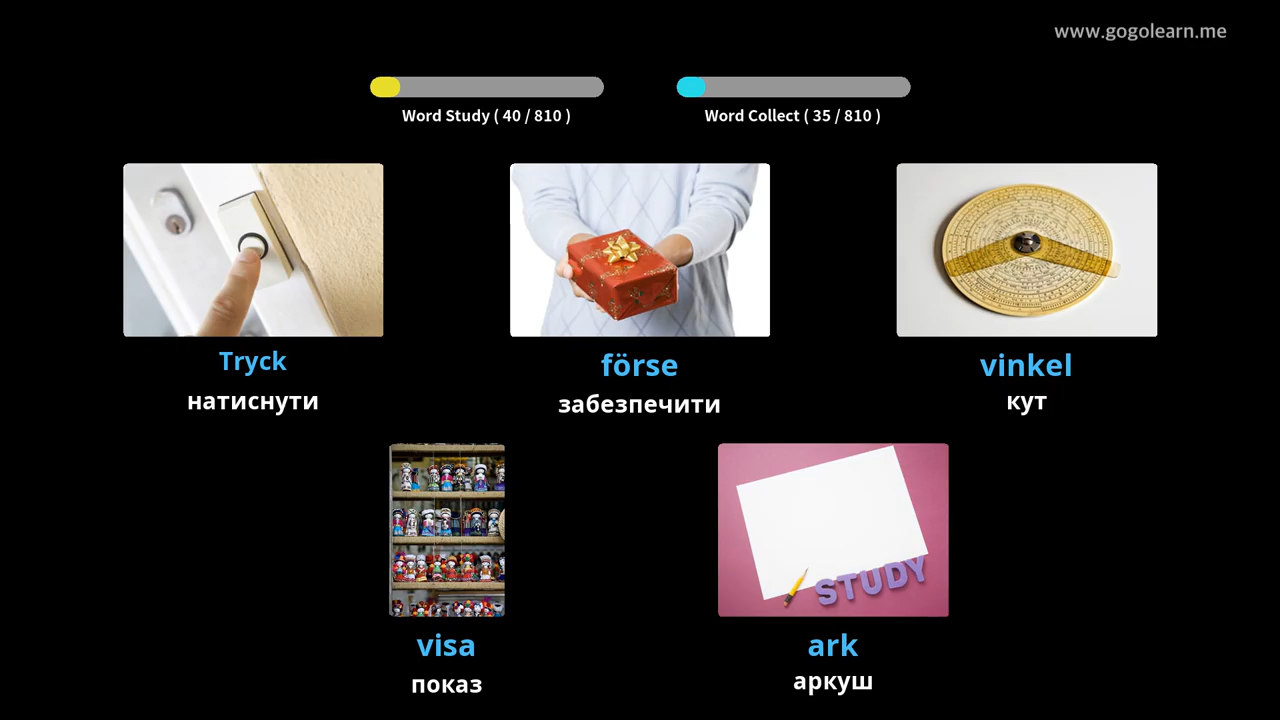 www.gogolearn.me
Word Study ( 40 / 810 )
Word Collect ( 35 / 810 )
Tryck
натиснути
förse
забезпечити
vinkel
кут
STUDY
visa
показ
ark
аркуш